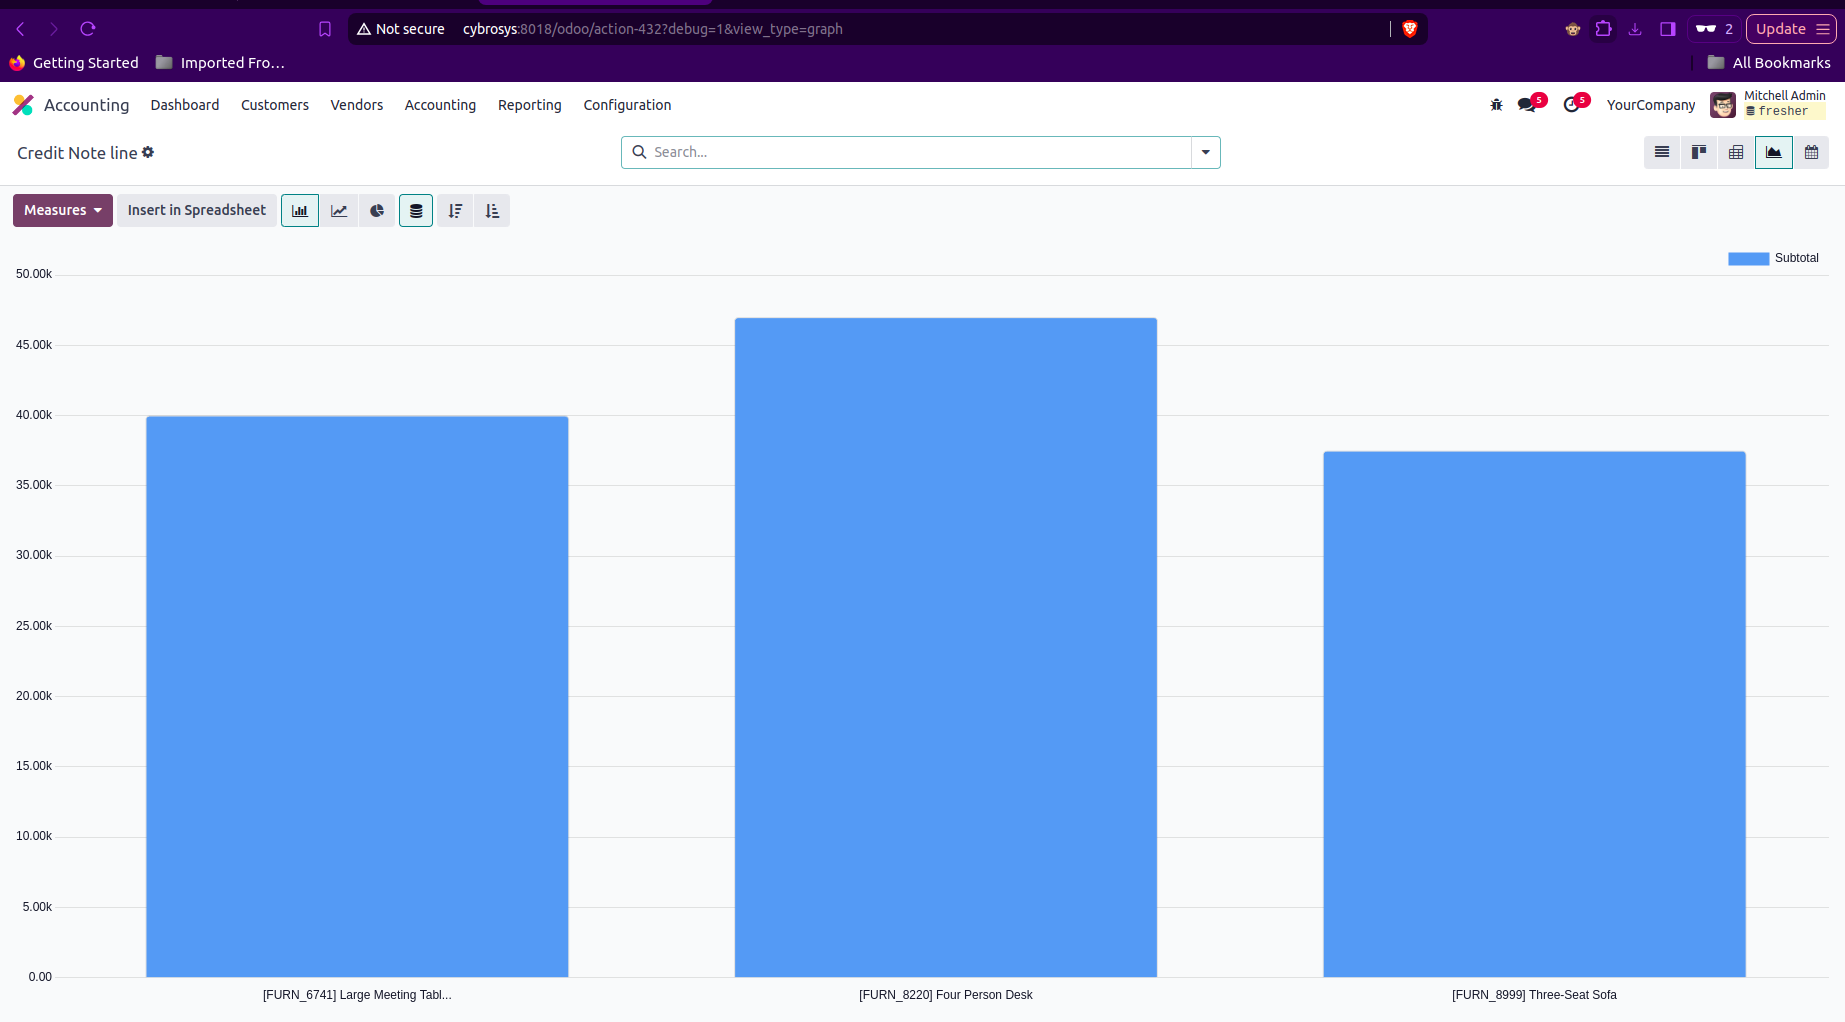 Not secure cybrosys:8018/odoo/action-432?debug=1&view_type=graph 2 Update
Getting Started Imported Fro... All Bookmarks
Accounting Dashboard Customers Vendors Accounting Reporting Configuration 5 5 YourCompany Mitchell Admin
fresher
Credit Note line Search...
Measures Insert in Spreadsheet
Subtotal
50.00k
45.00k
40.00k
35.00k
30.00k
25.00k
20.00k
15.00k
10.00k
5.00k
0.00
[FURN_6741] Large Meeting Tabl... [FURN_8220] Four Person Desk [FURN_8999] Three-Seat Sofa